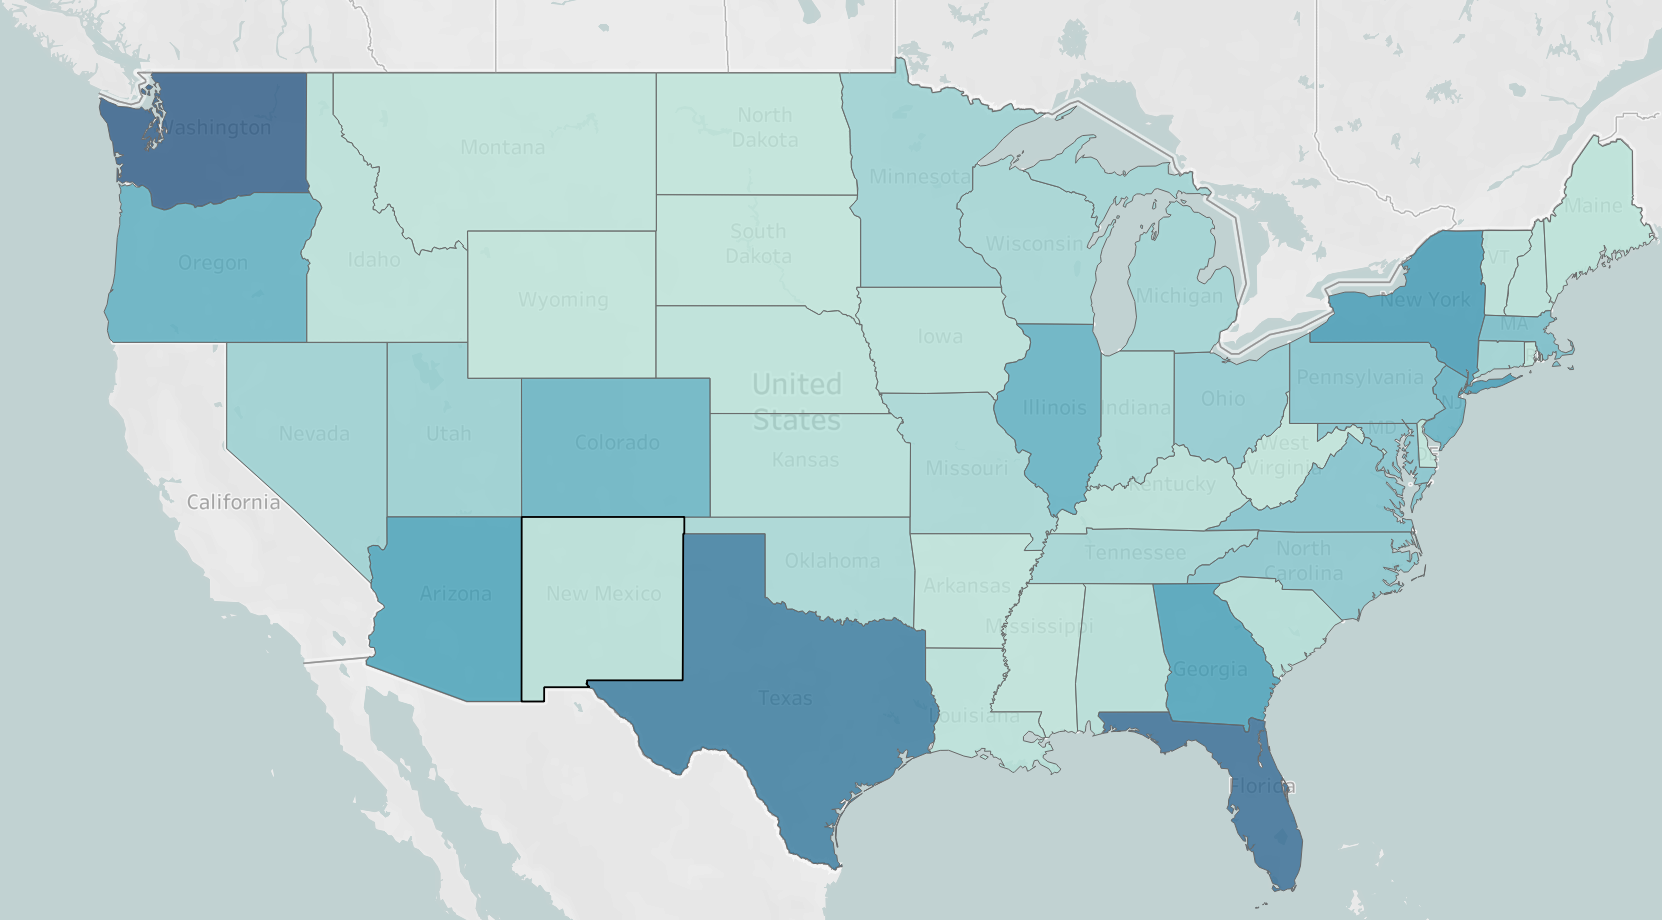 Washington
Montana
North
Dakota
Minnesota
Maine
Oregon
Idaho
South
Dakota
Wisconsin
VT
Wyoming
Michigan
New York
Iowa
MA
United
States
Pennsylvania
Nevada
Utah
Colorado
Illinois
Indiana
Ohio
NJ
MD
Kansas
Missouri
West
Virginia
DE
Kentucky
California
Arizona
New Mexico
Oklahoma
Arkansas
Tennessee
North
Carolina
Mississippi
Texas
Louisiana
Georgia
Florida